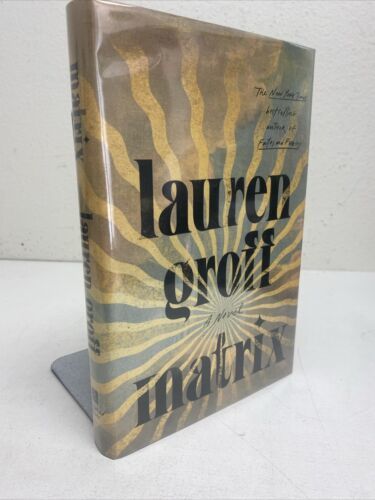 The New York Times
bestselling
author of
Fates and Furies
lauren
groff
A Novel
matrix
matrix
lauren groff